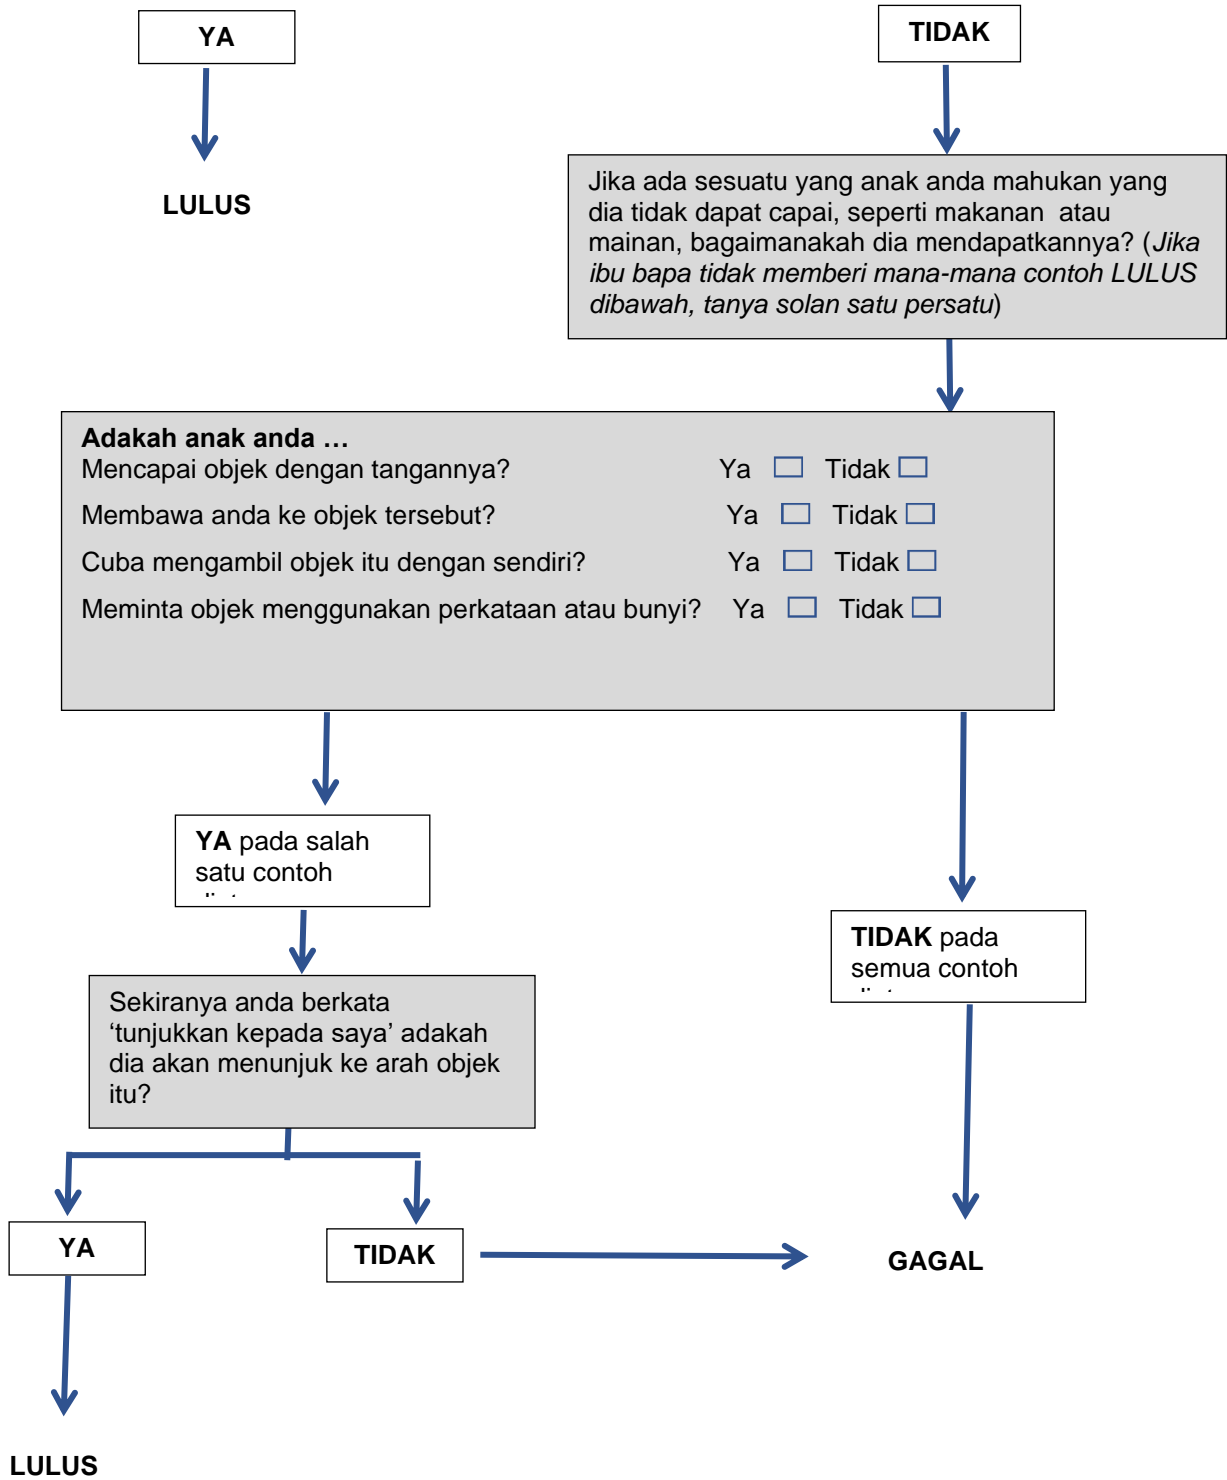 YA
TIDAK
LULUS
Jika ada sesuatu yang anak anda mahukan yang
dia tidak dapat capai, seperti makanan atau
mainan, bagaimanakah dia mendapatkannya? (Jika
ibu bapa tidak memberi mana-mana contoh LULUS
dibawah, tanya solan satu persatu)
Adakah anak anda …
Mencapai objek dengan tangannya? Ya Tidak
Membawa anda ke objek tersebut? Ya Tidak
Cuba mengambil objek itu dengan sendiri? Ya Tidak
Meminta objek menggunakan perkataan atau bunyi? Ya Tidak
YA pada salah
satu contoh
TIDAK pada
semua contoh
Sekiranya anda berkata
‘tunjukkan kepada saya’ adakah
dia akan menunjuk ke arah objek
itu?
YA
TIDAK
GAGAL
LULUS